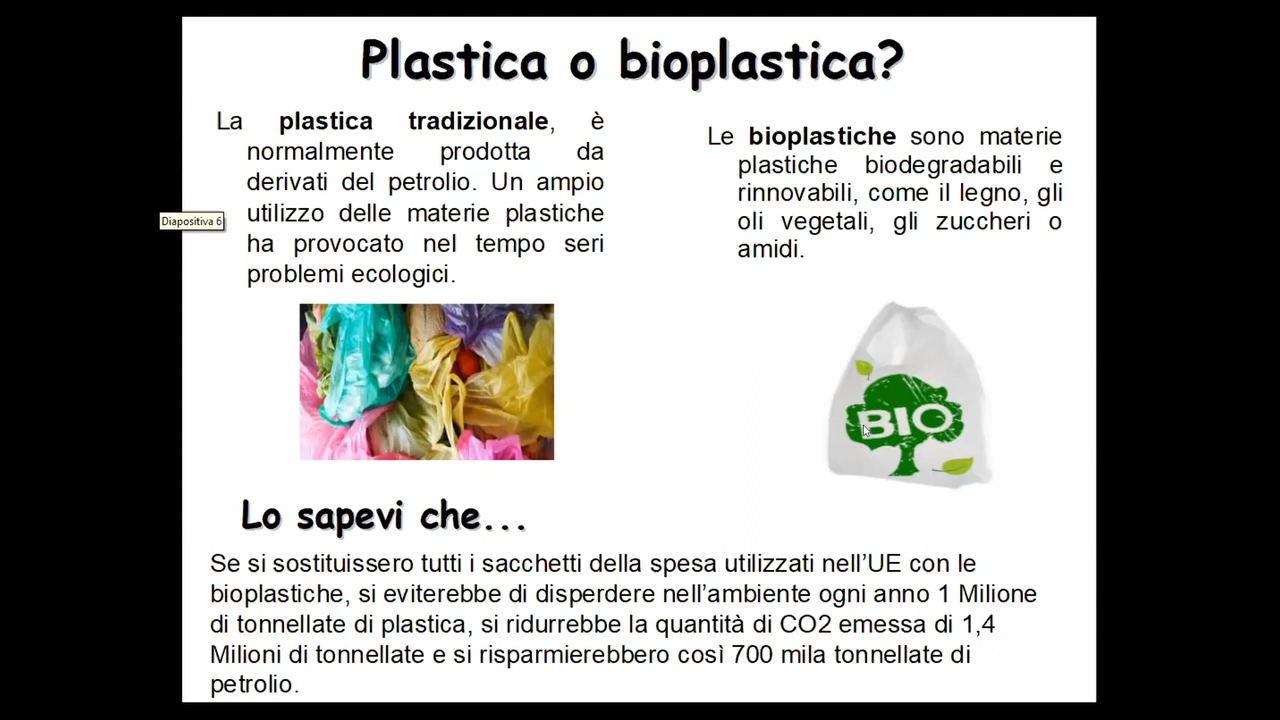 Plastica o bioplastica?
La plastica tradizionale, è
normalmente prodotta da
derivati del petrolio. Un ampio
utilizzo delle materie plastiche
ha provocato nel tempo seri
problemi ecologici.
Diapositiva 6
Le bioplastiche sono materie
plastiche biodegradabili e
rinnovabili, come il legno, gli
oli vegetali, gli zuccheri o
amidi.
BIO
Lo sapevi che...
Se si sostituissero tutti i sacchetti della spesa utilizzati nell'UE con le
bioplastiche, si eviterebbe di disperdere nell'ambiente ogni anno 1 Milione
di tonnellate di plastica, si ridurrebbe la quantità di CO2 emessa di 1,4
Milioni di tonnellate e si risparmierebbero così 700 mila tonnellate di
petrolio.